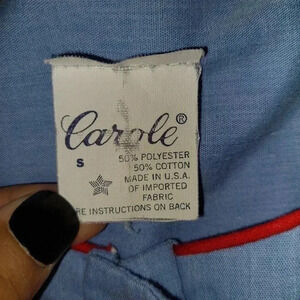 Carole®
S
50% POLYESTER
50% COTTON
MADE IN U.S.A.
OF IMPORTED
FABRIC
RE INSTRUCTIONS ON BACK